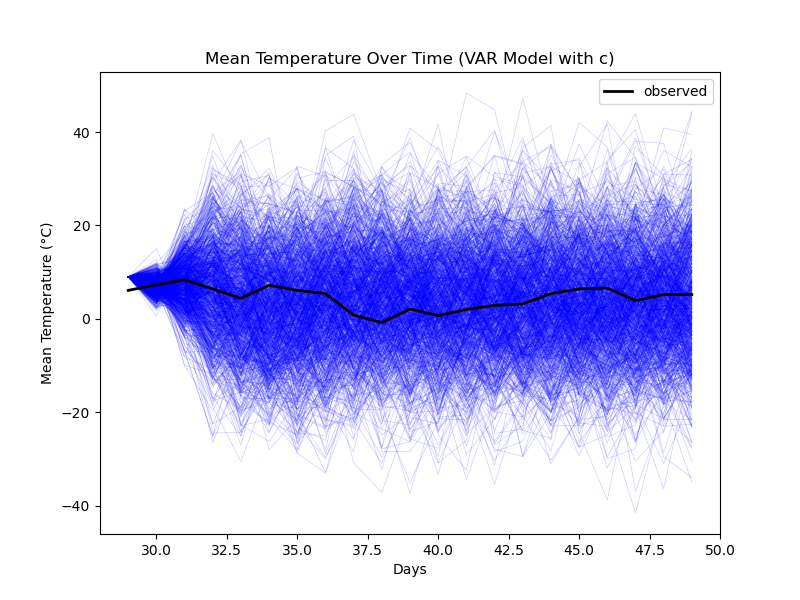 Mean Temperature Over Time (VAR Model with c)
observed
Mean Temperature (°C)
40
20
0
−20
−40
30.0 32.5 35.0 37.5 40.0 42.5 45.0 47.5 50.0
Days